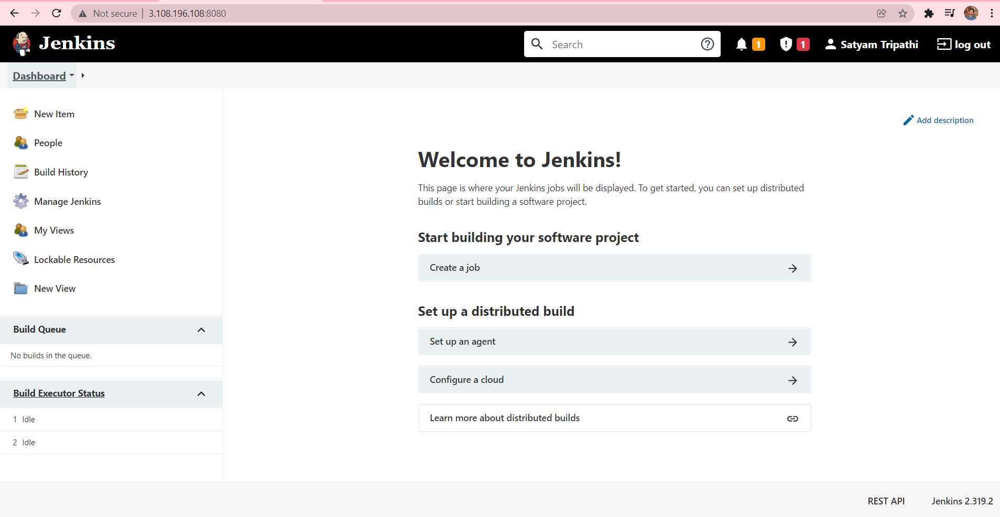 Not secure | 3.108.196.108:8080
Jenkins
Search
1
1
Satyam Tripathi
log out
Dashboard
New Item
People
Build History
Manage Jenkins
My Views
Lockable Resources
New View
Build Queue
No builds in the queue.
Build Executor Status
1 Idle
2 Idle
Add description
Welcome to Jenkins!
This page is where your Jenkins jobs will be displayed. To get started, you can set up distributed
builds or start building a software project.
Start building your software project
Create a job
Set up a distributed build
Set up an agent
Configure a cloud
Learn more about distributed builds
REST API
Jenkins 2.319.2